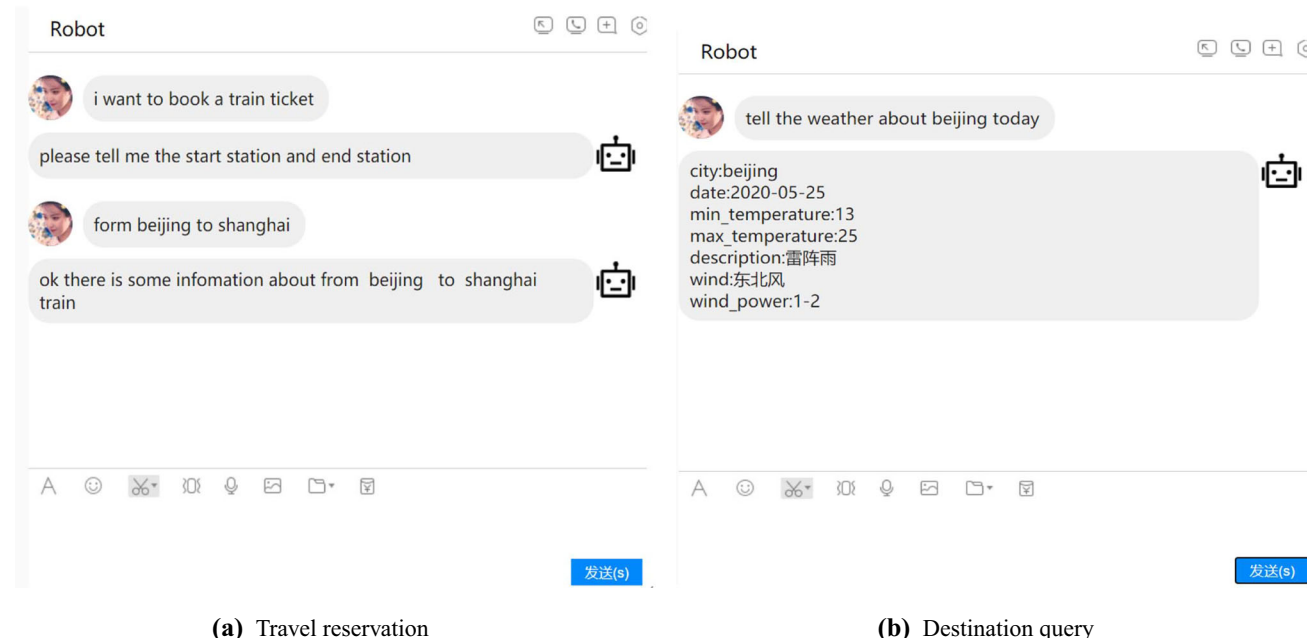 Robot
i want to book a train ticket
please tell me the start station and end station
form beijing to shanghai
ok there is some infomation about from beijing to shanghai
train
发送(s)
(a) Travel reservation
Robot
tell the weather about beijing today
city:beijing
date:2020-05-25
min_temperature:13
max_temperature:25
description:雷阵雨
wind:东北风
wind_power:1-2
发送(s)
(b) Destination query